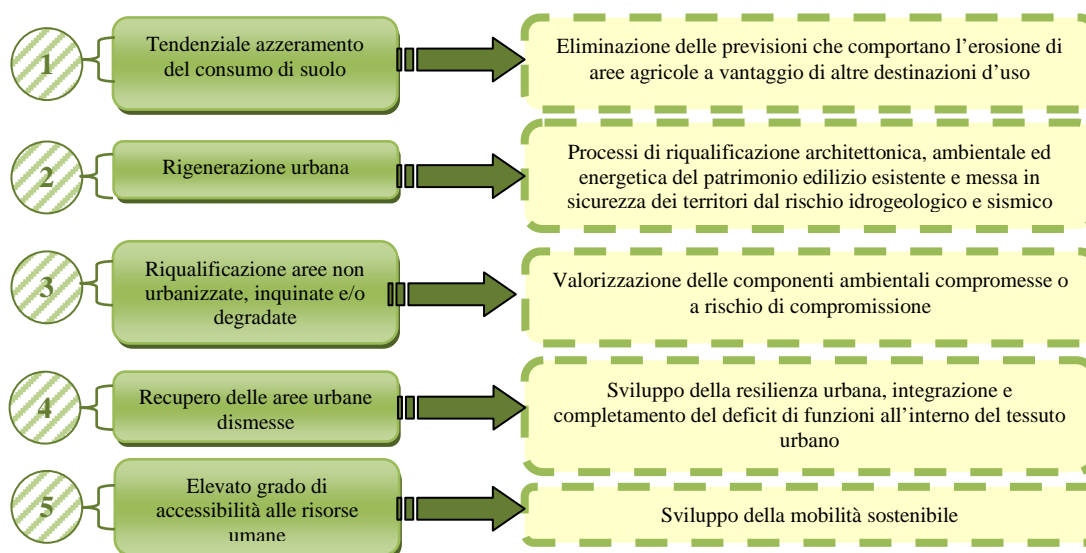 1
Tendenziale azzeramento
del consumo di suolo
Eliminazione delle previsioni che comportano l’erosione di
aree agricole a vantaggio di altre destinazioni d’uso
2
Rigenerazione urbana
Processi di riqualificazione architettonica, ambientale ed
energetica del patrimonio edilizio esistente e messa in
sicurezza dei territori dal rischio idrogeologico e sismico
3
Riqualificazione aree non
urbanizzate, inquinate e/o
degradate
Valorizzazione delle componenti ambientali compromesse o
a rischio di compromissione
4
Recupero delle aree urbane
dismesse
Sviluppo della resilienza urbana, integrazione e
completamento del deficit di funzioni all’interno del tessuto
urbano
5
Elevato grado di
accessibilità alle risorse
umane
Sviluppo della mobilità sostenibile